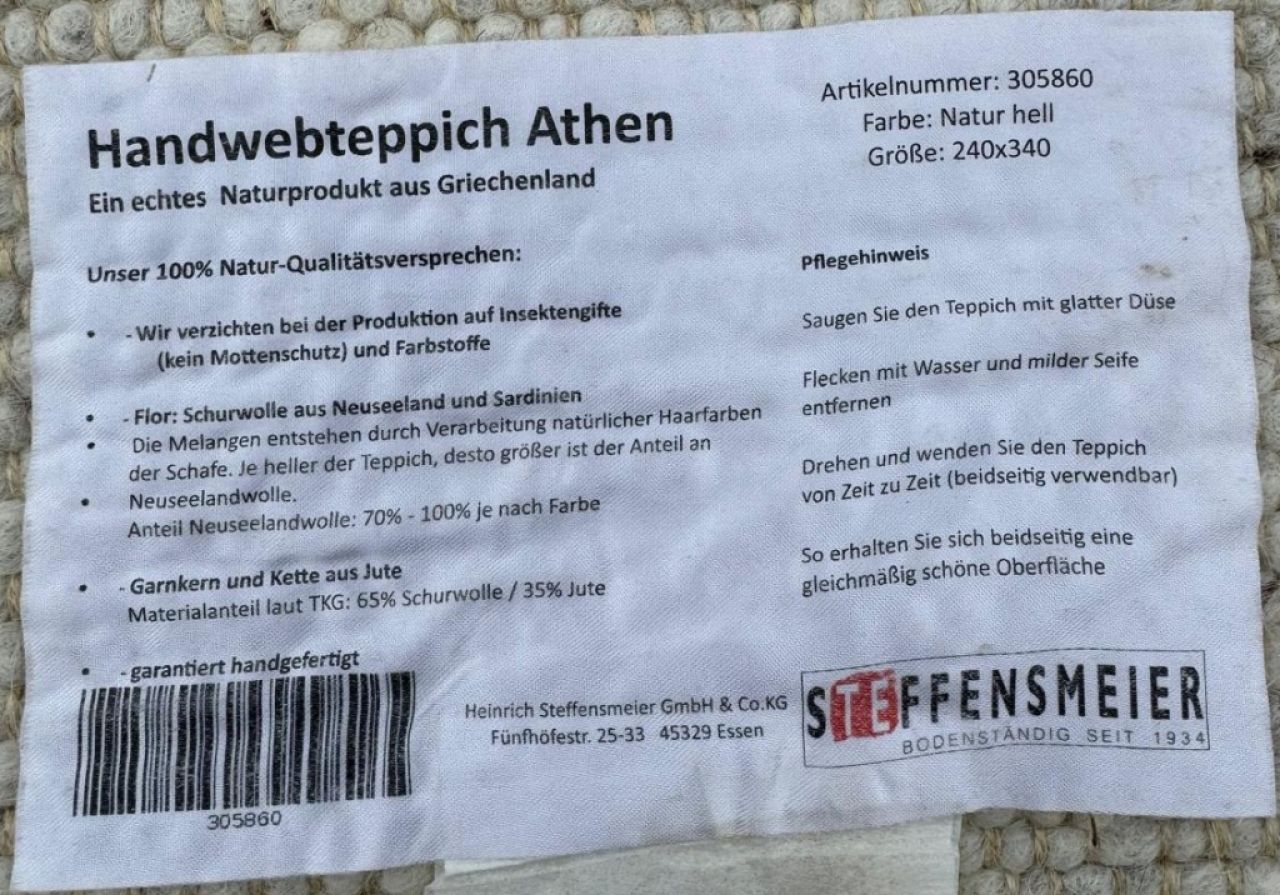 Handwebteppich Athen
Ein echtes Naturprodukt aus Griechenland
Artikelnummer: 305860
Farbe: Natur hell
Größe: 240x340
Unser 100% Natur-Qualitätsversprechen:
• - Wir verzichten bei der Produktion auf Insektengifte
(kein Mottenschutz) und Farbstoffe
• - Flor: Schurwolle aus Neuseeland und Sardinien
• Die Melangen entstehen durch Verarbeitung natürlicher Haarfarben
der Schafe. Je heller der Teppich, desto größer ist der Anteil an
• Neuseelandwolle.
Anteil Neuseelandwolle: 70% - 100% je nach Farbe
• - Garnkern und Kette aus Jute
Materialanteil laut TKG: 65% Schurwolle / 35% Jute
• - garantiert handgefertigt
305860
Pflegehinweis
Saugen Sie den Teppich mit glatter Düse
Flecken mit Wasser und milder Seife
entfernen
Drehen und wenden Sie den Teppich
von Zeit zu Zeit (beidseitig verwendbar)
So erhalten Sie sich beidseitig eine
gleichmäßig schöne Oberfläche
Heinrich Steffensmeier GmbH & Co.KG
Fünfhöfestr. 25-33 45329 Essen
STEFFENSMEIER
BODENSTÄNDIG SEIT 1934